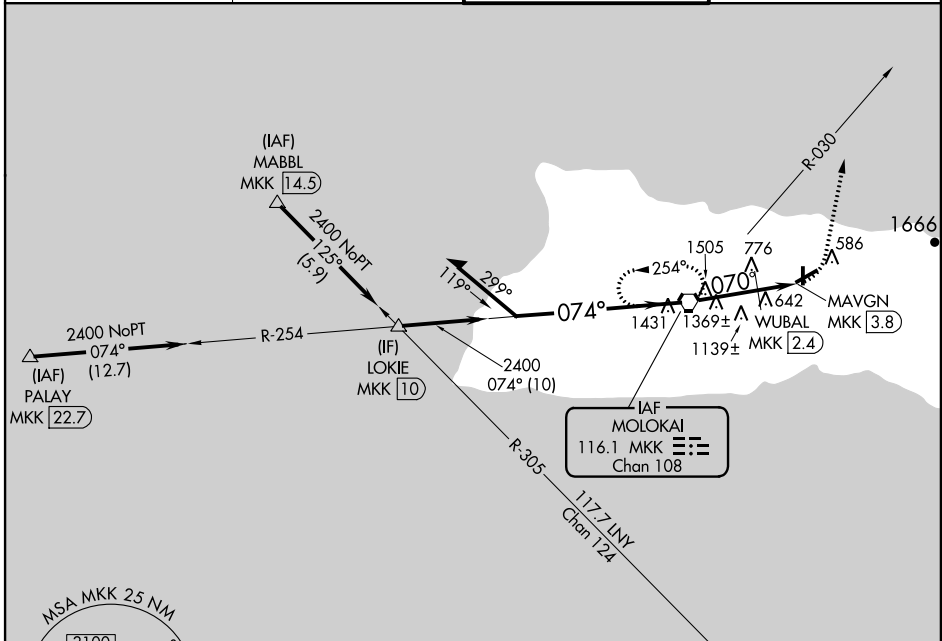 (IAF)
MABBL
MKK 14.5
2400 NoPT
125°
(5.9)
2400 NoPT
074°
(12.7)
(IAF)
PALAY
MKK 22.7
R-254
(IF)
LOKIE
MKK 10
299°
119°
074°
2400
074° (10)
254°
1505
776
R-030
1666
586
070°
1431
1369±
642
1139±
WUBAL
MKK 2.4
MAVGN
MKK 3.8
IAF
MOLOKAI
116.1 MKK
Chan 108
R-305
117.7 LNY
Chan 124
MSA MKK 25 NM
3100